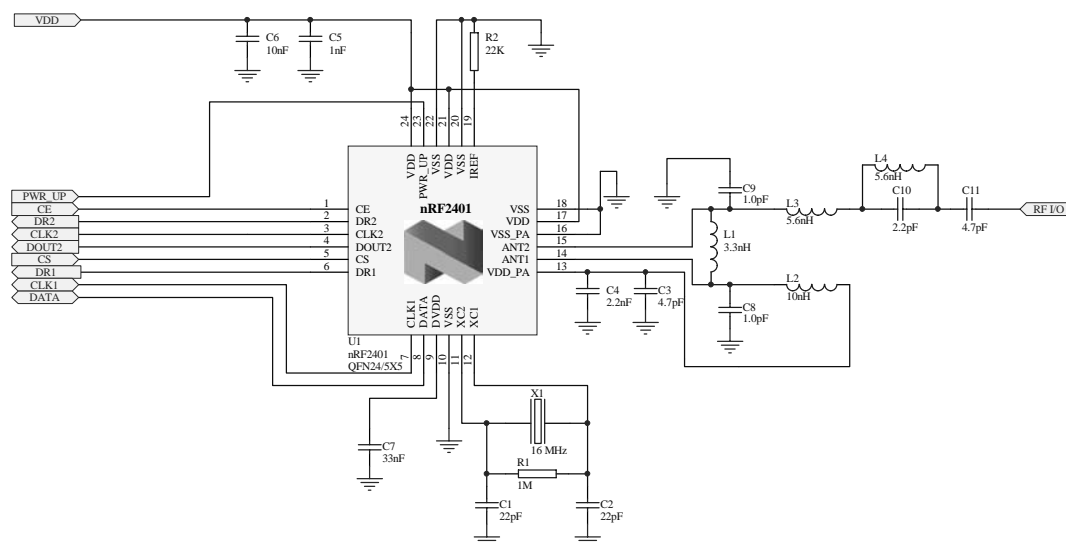 VDD
C6
10nF
C5
1nF
R2
22K
24
23
22
21
20
19
VDD
PWR_UP
VSS
VDD
VSS
IREF
nRF2401
PWR_UP
CE
DR2
CLK2
DOUT2
CS
DR1
CLK1
DATA
1
2
3
4
5
6
CE
DR2
CLK2
DOUT2
CS
DR1
VSS
VDD
VSS_PA
ANT2
ANT1
VDD_PA
18
17
16
15
14
13
CLK1
DATA
DVDD
VSS
XC2
XC1
7
8
9
10
11
12
U1
nRF2401
QFN24/5X5
C4
2.2nF
C3
4.7pF
C9
1.0pF
L1
3.3nH
C8
1.0pF
L3
5.6nH
L2
10nH
L4
5.6nH
C10
2.2pF
C11
4.7pF
RF I/O
C7
33nF
X1
16 MHz
R1
1M
C1
22pF
C2
22pF